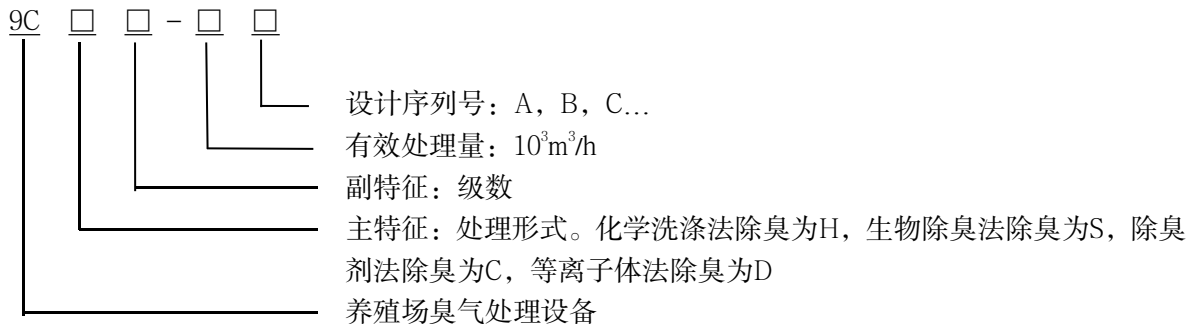 9C □ □ － □ □
设计序列号：A，B，C…
有效处理量：10³m³/h
副特征：级数
主特征：处理形式。化学洗涤法除臭为H，生物除臭法除臭为S，除臭
剂法除臭为C，等离子体法除臭为D
养殖场臭气处理设备